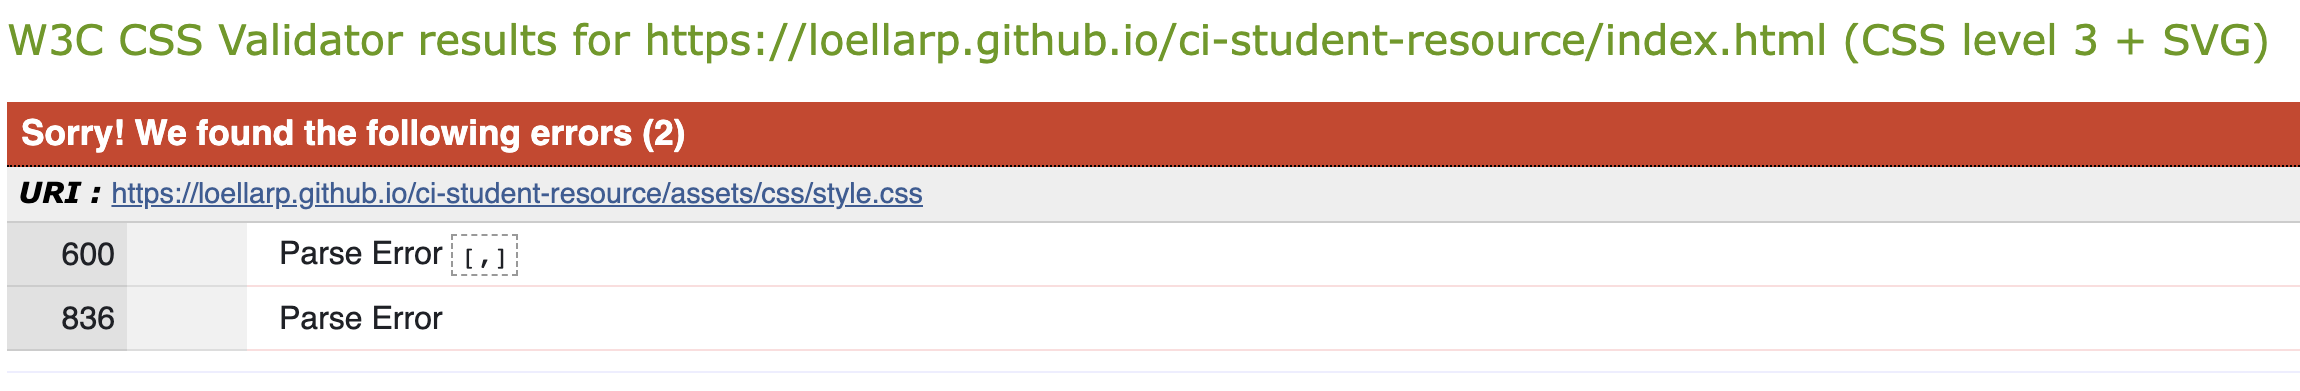 W3C CSS Validator results for https://loellarp.github.io/ci-student-resource/index.html (CSS level 3 + SVG)
Sorry! We found the following errors (2)
URI : https://loellarp.github.io/ci-student-resource/assets/css/style.css
600 Parse Error [,]
836 Parse Error